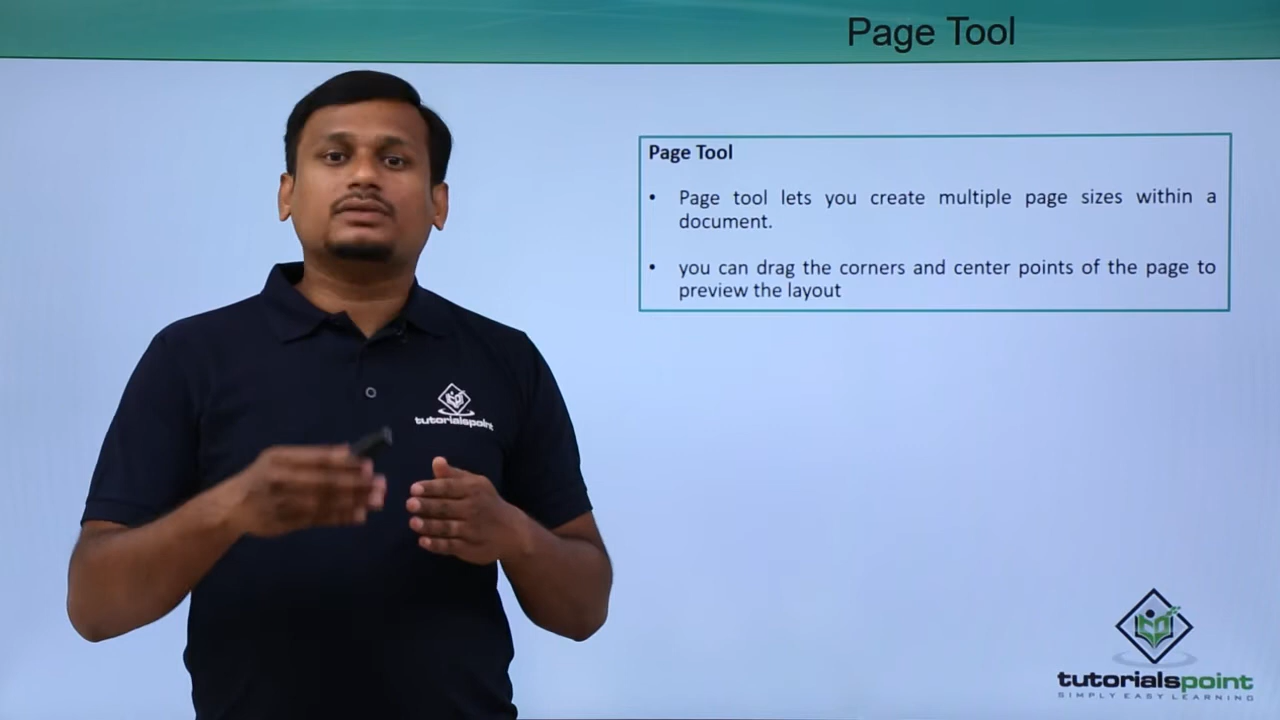 Page Tool
Page Tool
• Page tool lets you create multiple page sizes within a
document.
• you can drag the corners and center points of the page to
preview the layout
tutorialspoint
tutorialspoint
SIMPLY EASY LEARNING